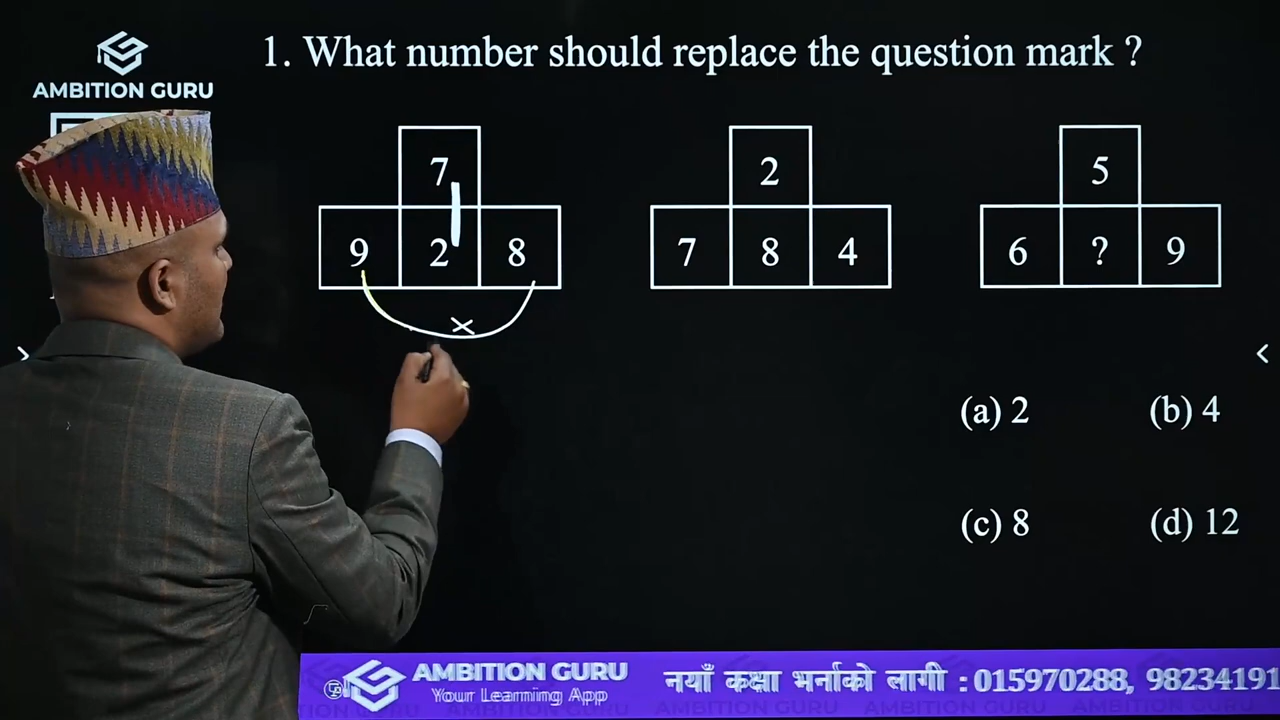 1. What number should replace the question mark ?
AMBITION GURU
7
9 2 8
×
2
7 8 4
5
6 ? 9
(a) 2 (b) 4
(c) 8 (d) 12
AMBITION GURU
Your Learning App
नयाँ कक्षा भर्नाको लागी : 015970288, 98234191